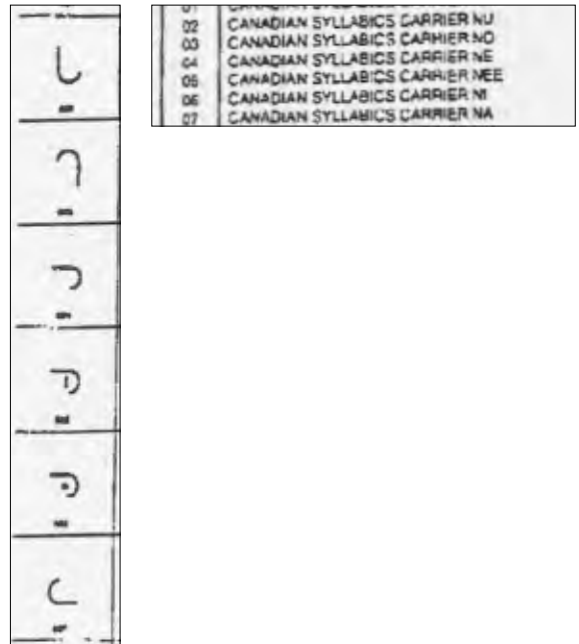 ᘈ
ᘉ
ᘊ
ᘋ
ᘌ
ᘍ
02 CANADIAN SYLLABICS CARRIER NU
03 CANADIAN SYLLABICS CARRIER NO
04 CANADIAN SYLLABICS CARRIER NE
05 CANADIAN SYLLABICS CARRIER NEE
06 CANADIAN SYLLABICS CARRIER NI
07 CANADIAN SYLLABICS CARRIER NA